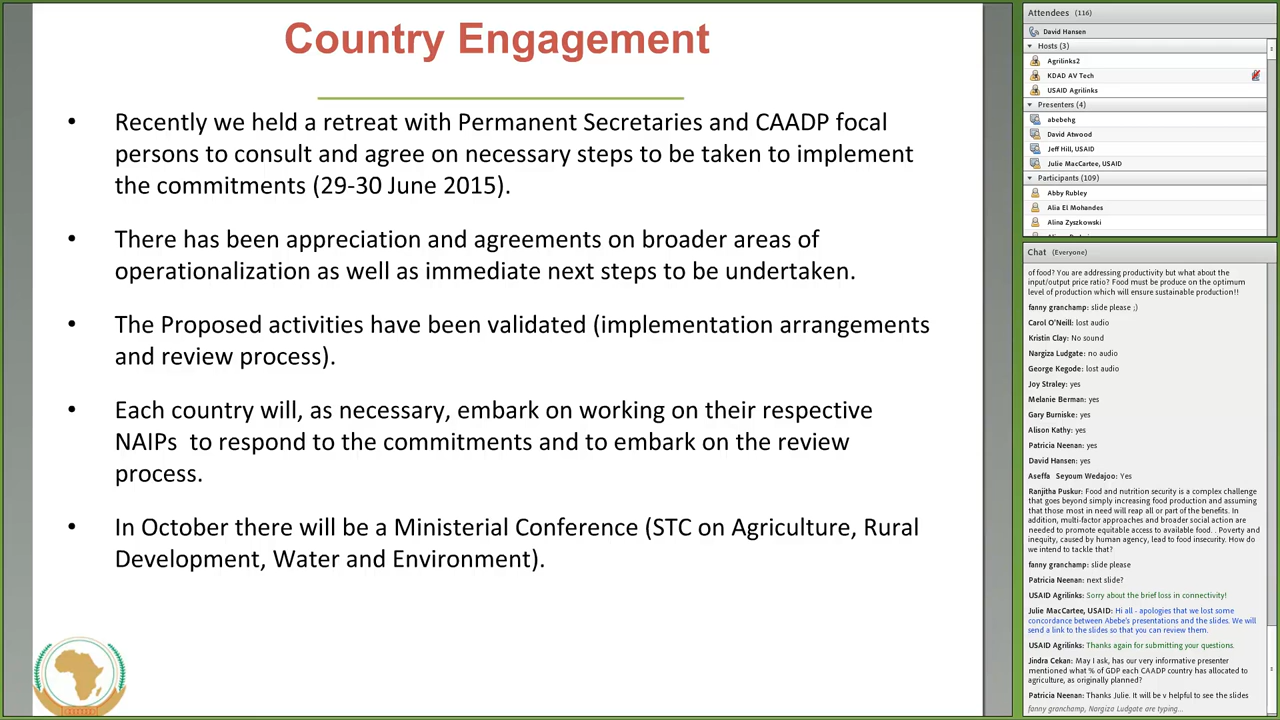 Country Engagement
• Recently we held a retreat with Permanent Secretaries and CAADP focal
persons to consult and agree on necessary steps to be taken to implement
the commitments (29-30 June 2015).
• There has been appreciation and agreements on broader areas of
operationalization as well as immediate next steps to be undertaken.
• The Proposed activities have been validated (implementation arrangements
and review process).
• Each country will, as necessary, embark on working on their respective
NAIPs to respond to the commitments and to embark on the review
process.
• In October there will be a Ministerial Conference (STC on Agriculture, Rural
Development, Water and Environment).
Attendees (116)
David Hansen
Hosts (3)
Agrilinks2
KDAD AV Tech
USAID Agrilinks
Presenters (4)
abebehg
David Atwood
Jeff Hill, USAID
Julie MacCartee, USAID
Participants (109)
Abby Rubley
Alia El Mohandes
Alina Zyszkowski
Chat (Everyone)
of food? You are addressing productivity but what about the
input/output price ratio? Food must be produce on the optimum
level of production which will ensure sustainable production!!
fanny granchamp: slide please ;)
Carol O'Neill: lost audio
Kristin Clay: No sound
Nargiza Ludgate: no audio
George Kegode: lost audio
Joy Straley: yes
Melanie Berman: yes
Gary Burniske: yes
Alison Kathy: yes
Patricia Neenan: yes
David Hansen: yes
Aseffa Seyoum Wedajoo: Yes
Ranjitha Puskur: Food and nutrition security is a complex challenge
that goes beyond simply increasing food production and assuming
that those most in need will reap all or part of the benefits. In
addition, multi-factor approaches and broader social action are
needed to promote equitable access to available food. . Poverty and
inequity, caused by human agency, lead to food insecurity. How do
we intend to tackle that?
fanny granchamp: slide please
Patricia Neenan: next slide?
USAID Agrilinks: Sorry about the brief loss in connectivity!
Julie MacCartee, USAID: Hi all - apologies that we lost some
concordance between Abebe's presentations and the slides. We will
send a link to the slides so that you can review them.
USAID Agrilinks: Thanks again for submitting your questions.
Jindra Cekan: May I ask, has our very informative presenter
mentioned what % of GDP each CAADP country has allocated to
agriculture, as originally planned?
Patricia Neenan: Thanks Julie. It will be v helpful to see the slides
fanny granchamp, Nargiza Ludgate are typing...